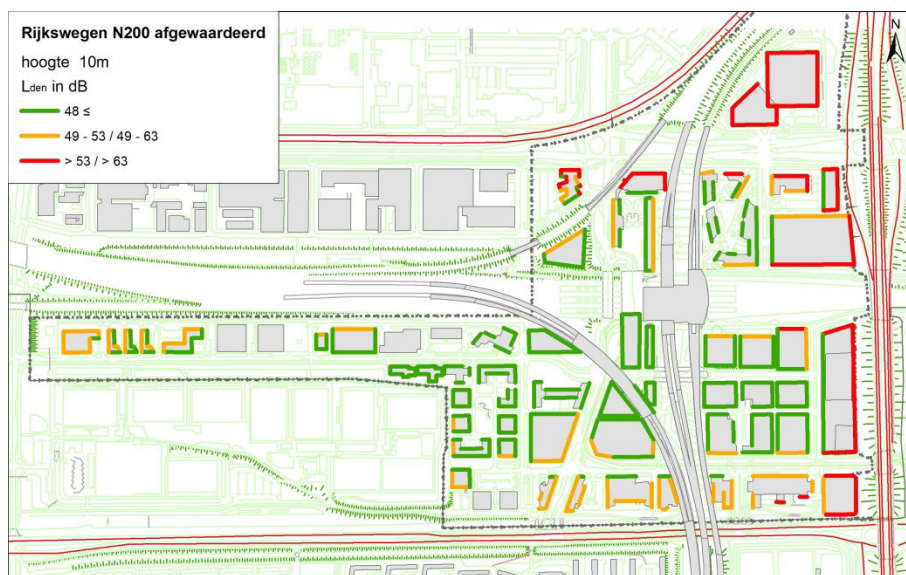 Rijkswegen N200 afgewaardeerd
hoogte 10m
Lden in dB
48 ≤
49 - 53 / 49 - 63
> 53 / > 63
N